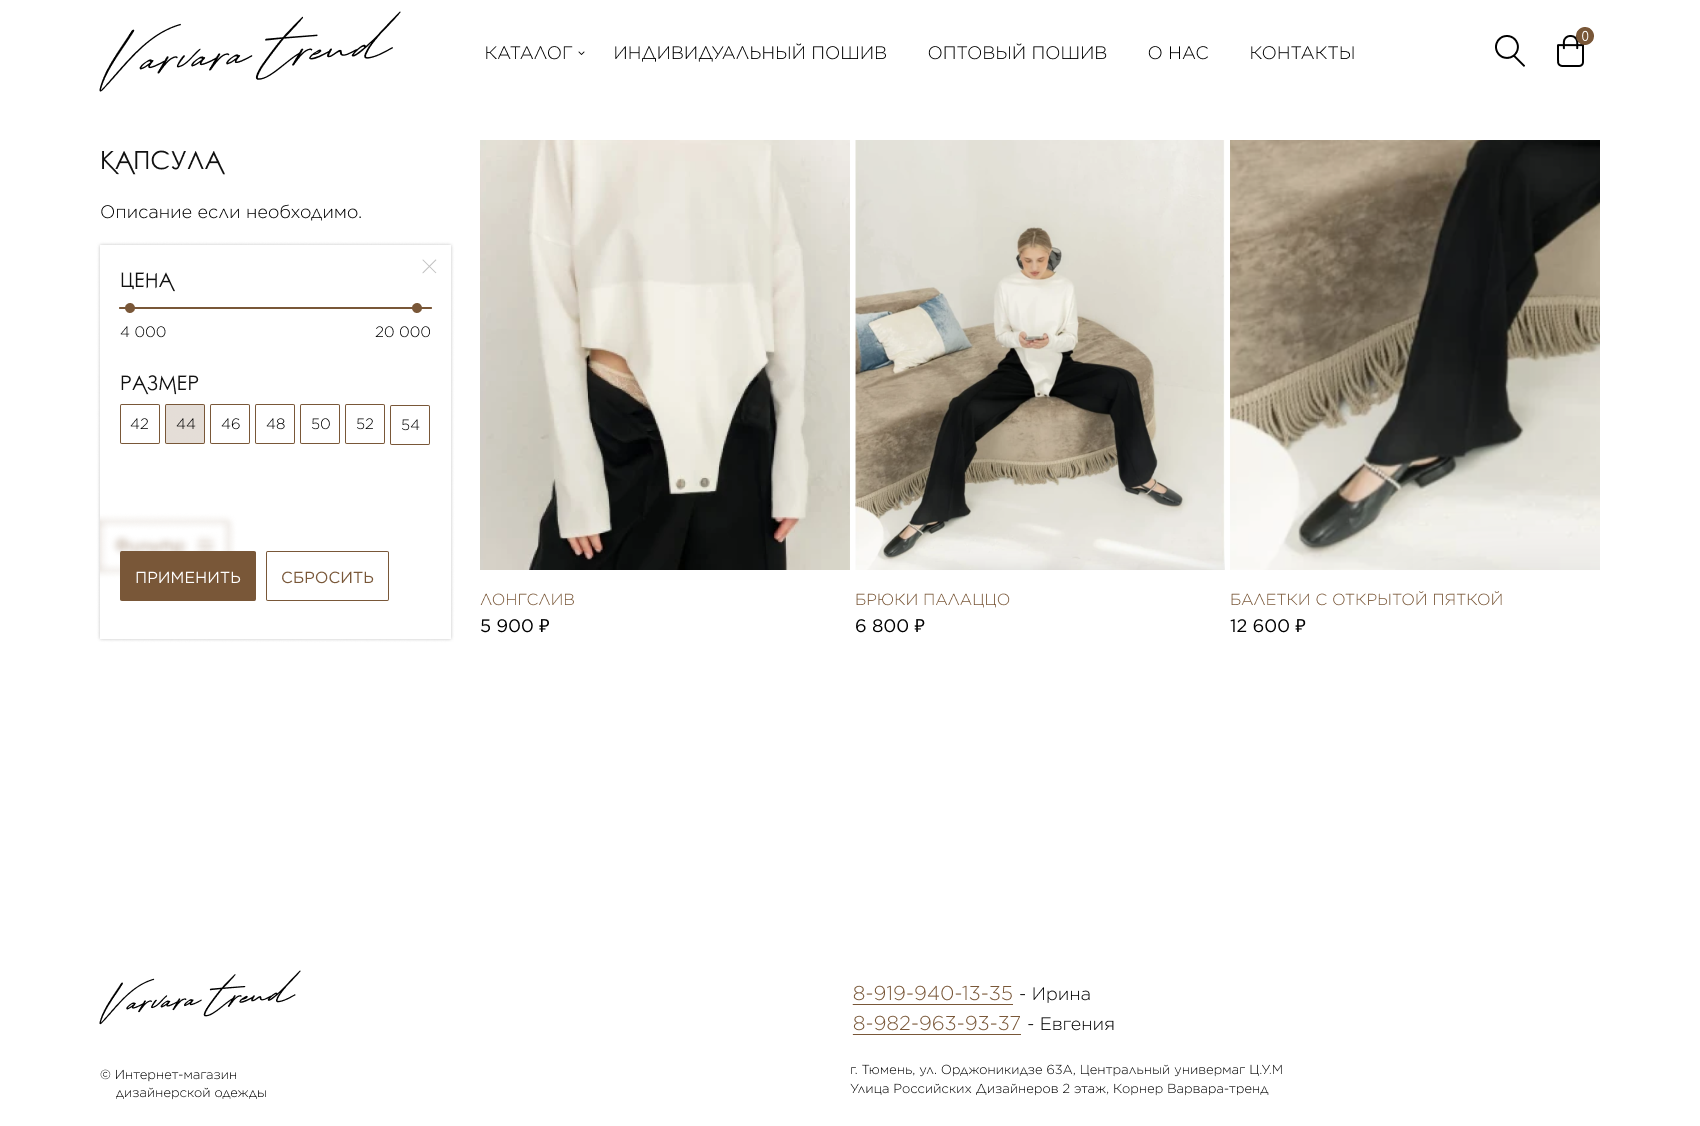 Varvara trend
КАТАЛОГ
ИНДИВИДУАЛЬНЫЙ ПОШИВ
ОПТОВЫЙ ПОШИВ
О НАС
КОНТАКТЫ
0
КАПСУЛА
Описание если необходимо.
ЦЕНА
4 000
20 000
РАЗМЕР
42 44 46 48 50 52 54
ПРИМЕНИТЬ
СБРОСИТЬ
ЛОНГСЛИВ
5 900 ₽
БРЮКИ ПАЛАЦЦО
6 800 ₽
БАЛЕТКИ С ОТКРЫТОЙ ПЯТКОЙ
12 600 ₽
Varvara trend
© Интернет-магазин
дизайнерской одежды
8-919-940-13-35 - Ирина
8-982-963-93-37 - Евгения
г. Тюмень, ул. Орджоникидзе 63А, Центральный универмаг Ц.У.М
Улица Российских Дизайнеров 2 этаж, Корнер Варвара-тренд